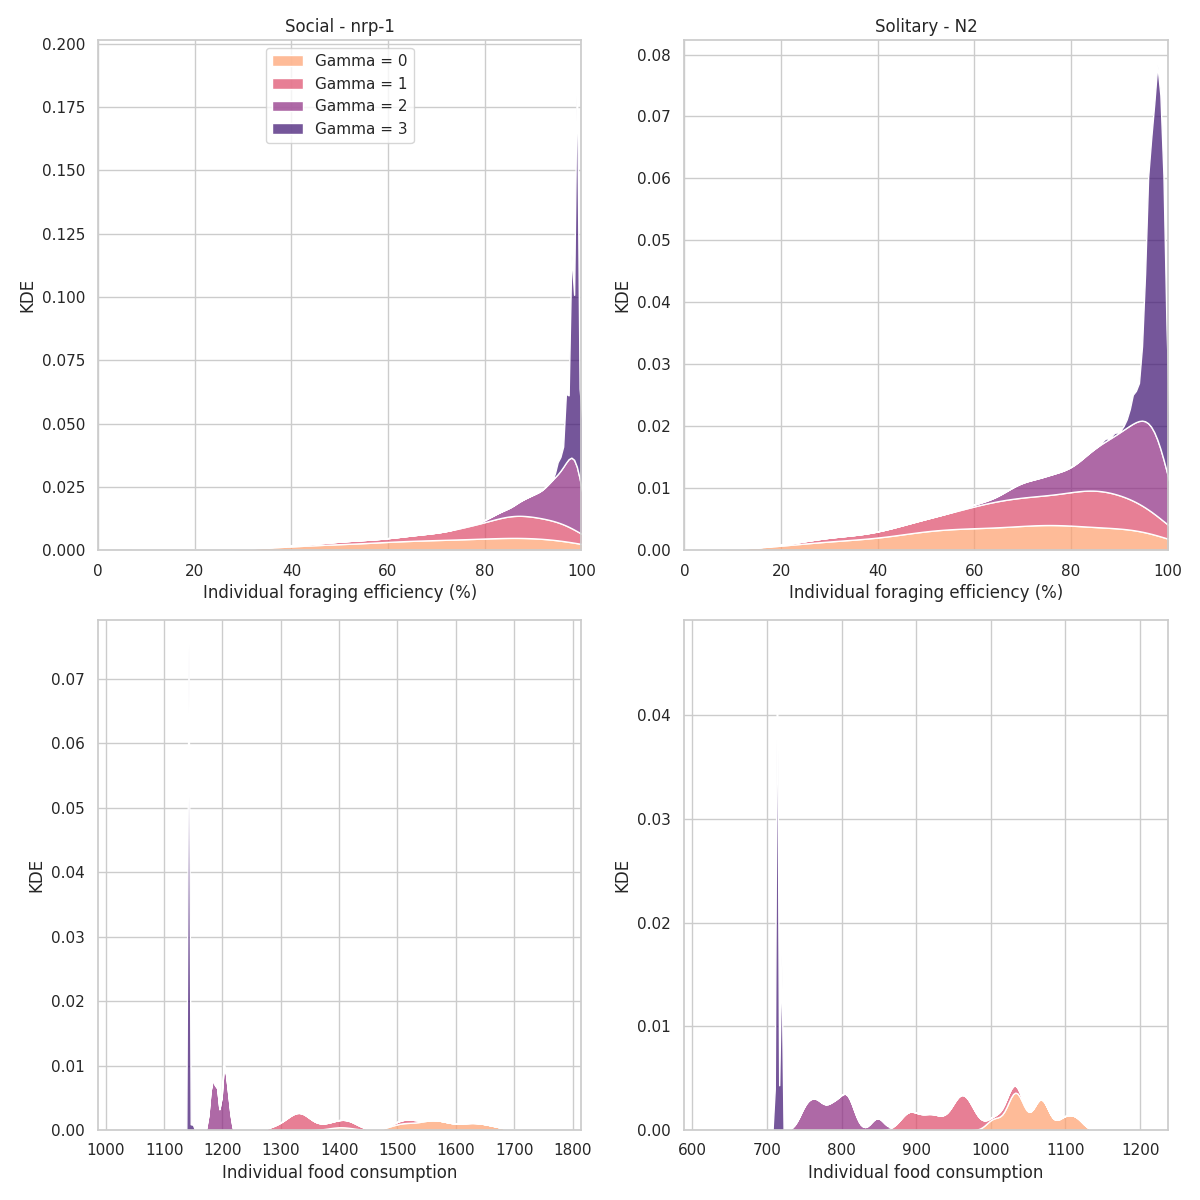 Social - nrp-1
0.200
0.175
0.150
0.125
0.100
0.075
0.050
0.025
0.000
KDE
Gamma = 0
Gamma = 1
Gamma = 2
Gamma = 3
0 20 40 60 80 100
Individual foraging efficiency (%)
Solitary - N2
0.08
0.07
0.06
0.05
0.04
0.03
0.02
0.01
0.00
KDE
0 20 40 60 80 100
Individual foraging efficiency (%)
0.07
0.06
0.05
0.04
0.03
0.02
0.01
0.00
KDE
1000 1100 1200 1300 1400 1500 1600 1700 1800
Individual food consumption
0.04
0.03
0.02
0.01
0.00
KDE
600 700 800 900 1000 1100 1200
Individual food consumption